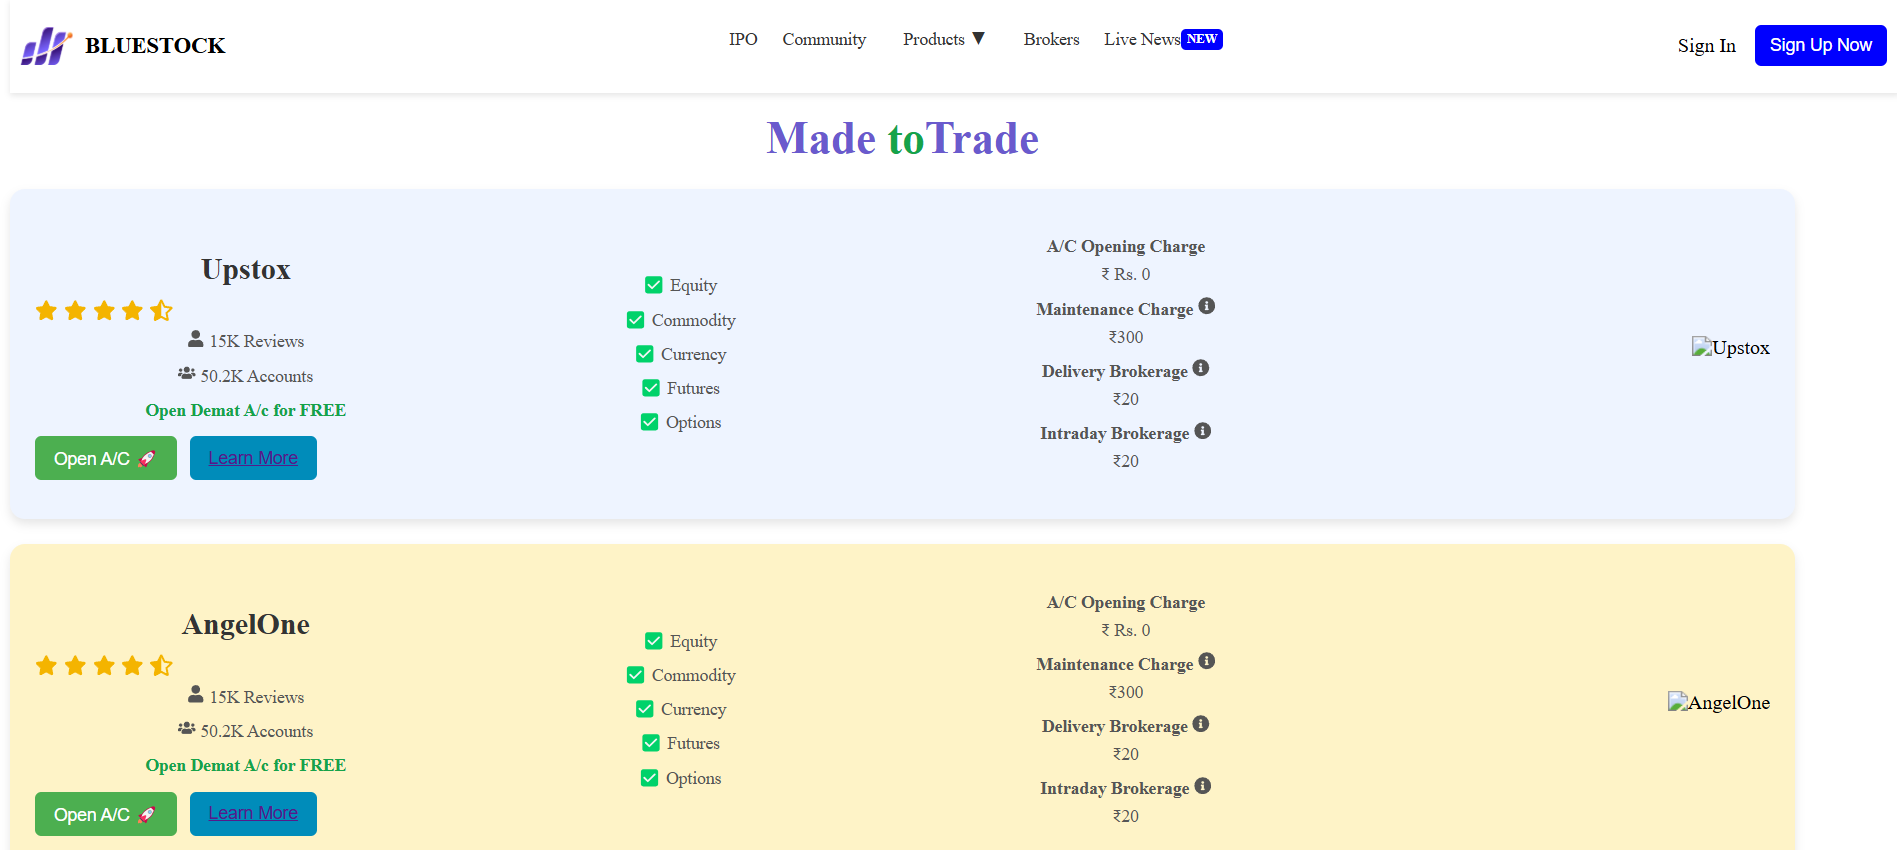 BLUESTOCK
IPO Community Products ▼ Brokers Live News NEW
Sign In Sign Up Now
Made toTrade
Upstox
15K Reviews
50.2K Accounts
Open Demat A/c for FREE
Open A/C 🚀 Learn More
Equity
Commodity
Currency
Futures
Options
A/C Opening Charge
₹ Rs. 0
Maintenance Charge
₹300
Delivery Brokerage
₹20
Intraday Brokerage
₹20
Upstox
AngelOne
15K Reviews
50.2K Accounts
Open Demat A/c for FREE
Open A/C 🚀 Learn More
Equity
Commodity
Currency
Futures
Options
A/C Opening Charge
₹ Rs. 0
Maintenance Charge
₹300
Delivery Brokerage
₹20
Intraday Brokerage
₹20
AngelOne